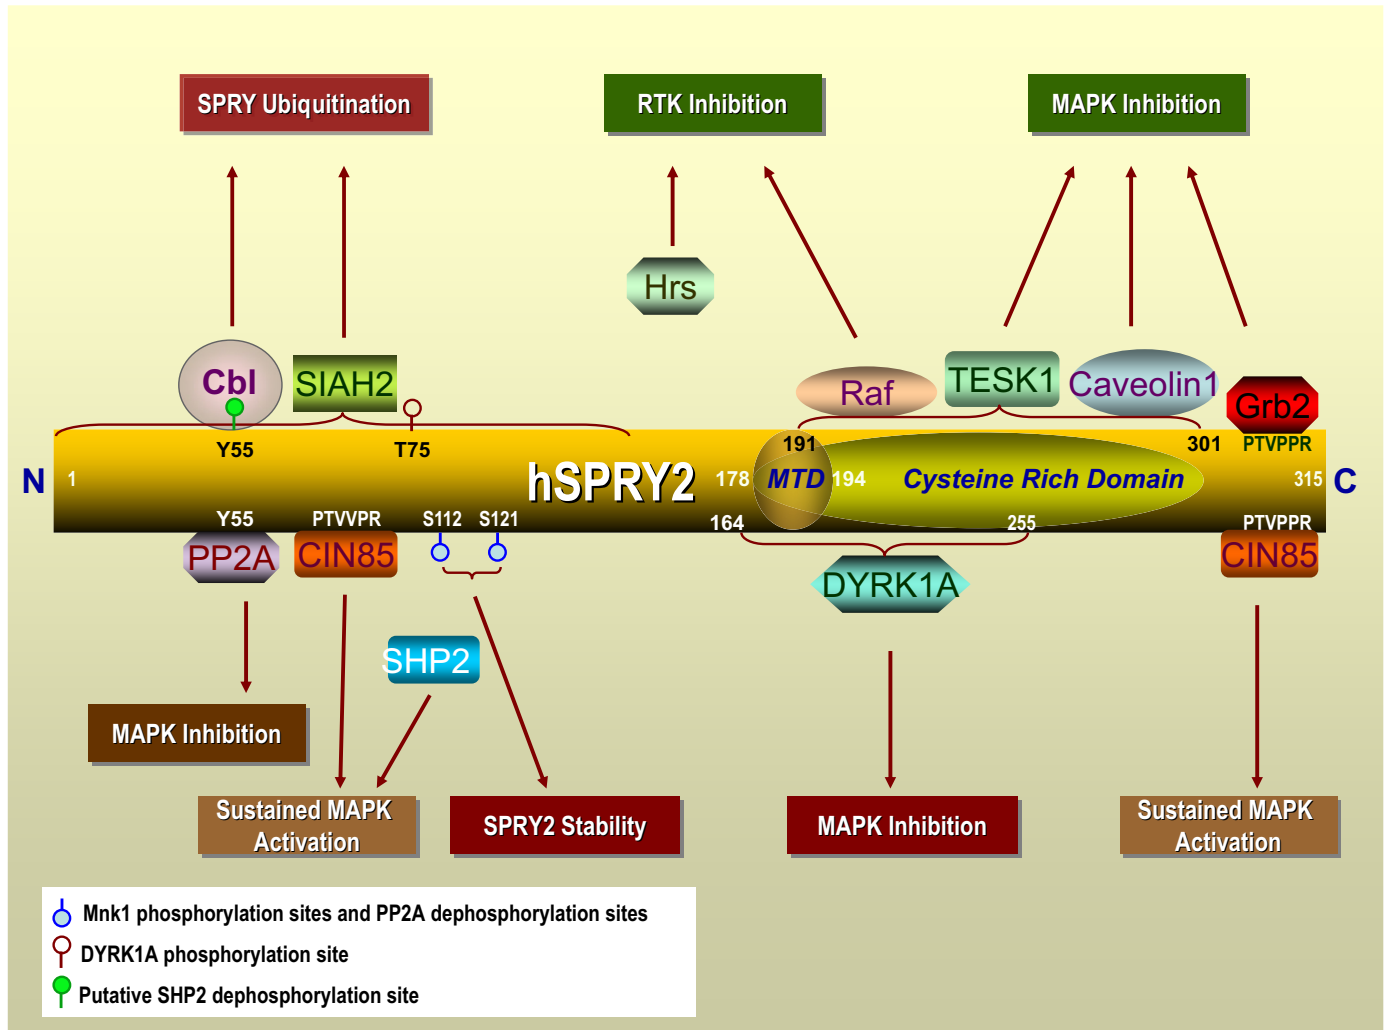 SPRY Ubiquitination
RTK Inhibition
MAPK Inhibition
Hrs
Cbl
SIAH2
Raf
TESK1
Caveolin1
Grb2
Y55
T75
191
301
PTVPPR
N
1
hSPRY2
178
MTD
194
Cysteine Rich Domain
315
C
Y55
PTVVPR
S112
S121
164
255
PTVPPR
PP2A
CIN85
DYRK1A
CIN85
SHP2
MAPK Inhibition
Sustained MAPK
Activation
SPRY2 Stability
MAPK Inhibition
Sustained MAPK
Activation
Mnk1 phosphorylation sites and PP2A dephosphorylation sites
DYRK1A phosphorylation site
Putative SHP2 dephosphorylation site